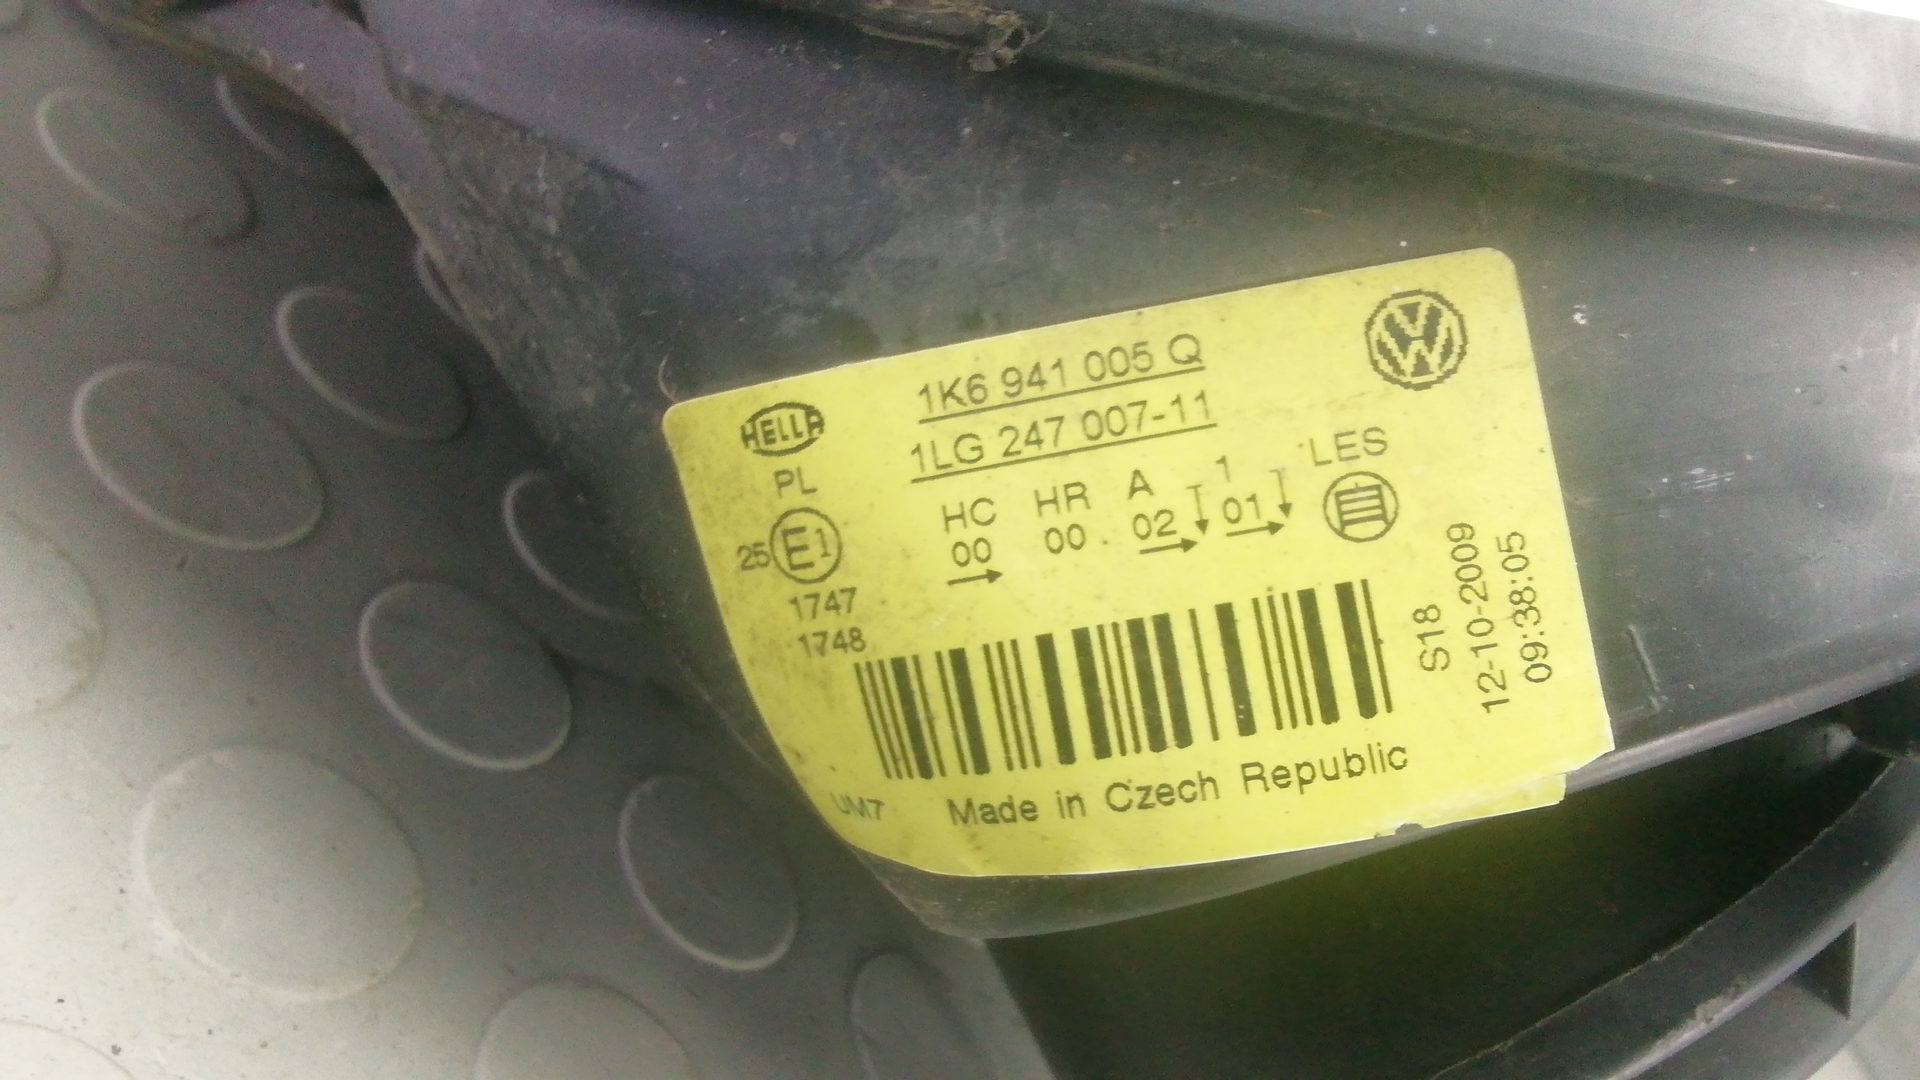 1K6 941 005 Q
HELLA
1LG 247 007-11
PL
HC HR A 1 LES
25 E1 00 00 02 01
1747
1748
S18
12-10-2009
09:38:05
UM7 Made in Czech Republic